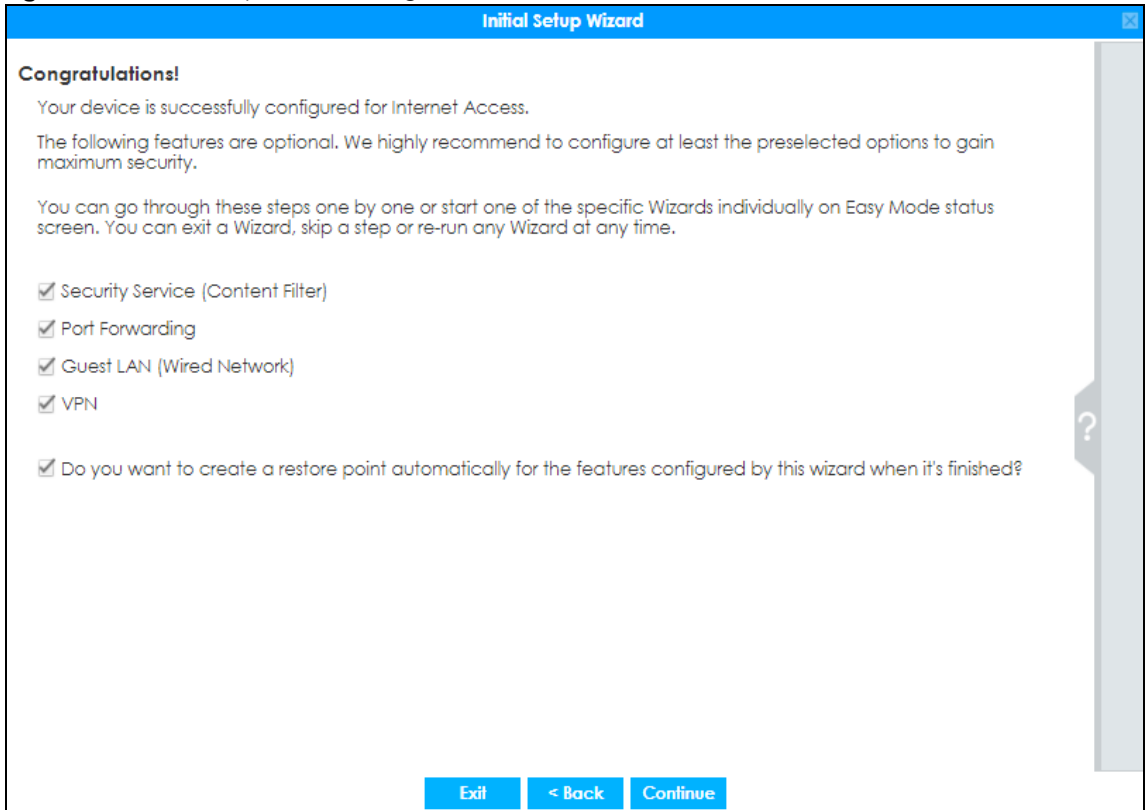 Initial Setup Wizard
Congratulations!
Your device is successfully configured for Internet Access.
The following features are optional. We highly recommend to configure at least the preselected options to gain
maximum security.
You can go through these steps one by one or start one of the specific Wizards individually on Easy Mode status
screen. You can exit a Wizard, skip a step or re-run any Wizard at any time.
Security Service (Content Filter)
Port Forwarding
Guest LAN (Wired Network)
VPN
?
Do you want to create a restore point automatically for the features configured by this wizard when it's finished?
Exit
< Back
Continue